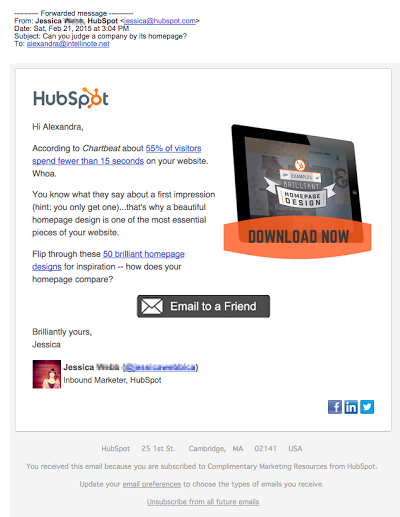 ---------- Forwarded message ----------
From: Jessica, HubSpot <jessica@hubspot.com>
Date: Sat, Feb 21, 2015 at 3:04 PM
Subject: Can you judge a company by its homepage?
To: alexandra@intellinote.net
HubSpot
Hi Alexandra,
According to Chartbeat about 55% of visitors
spend fewer than 15 seconds on your website.
Whoa.
You know what they say about a first impression
(hint: you only get one)...that's why a beautiful
homepage design is one of the most essential
pieces of your website.
Flip through these 50 brilliant homepage
designs for inspiration -- how does your
homepage compare?
EXAMPLES OF
BRILLIANT
HOMEPAGE
DESIGN
DOWNLOAD NOW
Email to a Friend
Brilliantly yours,
Jessica
Jessica
Inbound Marketer, HubSpot
HubSpot 25 1st St. Cambridge, MA 02141 USA
You received this email because you are subscribed to Complimentary Marketing Resources from HubSpot.
Update your email preferences to choose the types of emails you receive.
Unsubscribe from all future emails